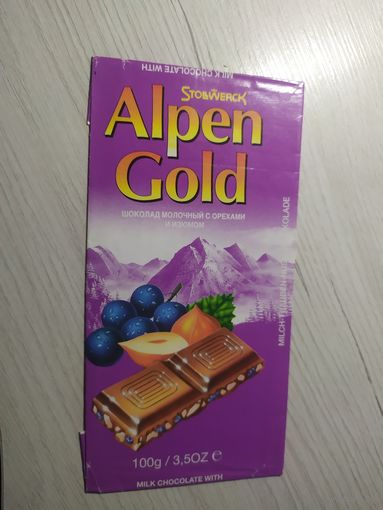 MILK CHOCOLATE WITH
STOLLWERCK
Alpen
Gold
ШОКОЛАД МОЛОЧНЫЙ С ОРЕХАМИ
И ИЗЮМОМ
100g / 3,5OZ ℮
MILK CHOCOLATE WITH